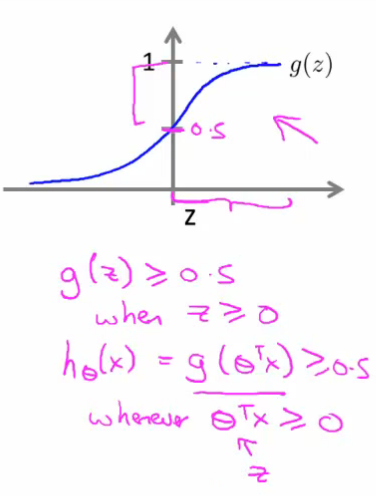 1
g(z)
0.5
z
g(z) ⩾ 0.5
when z ⩾ 0
hθ(x) = g(θᵀx) ⩾ 0.5
whenever θᵀx ⩾ 0
z